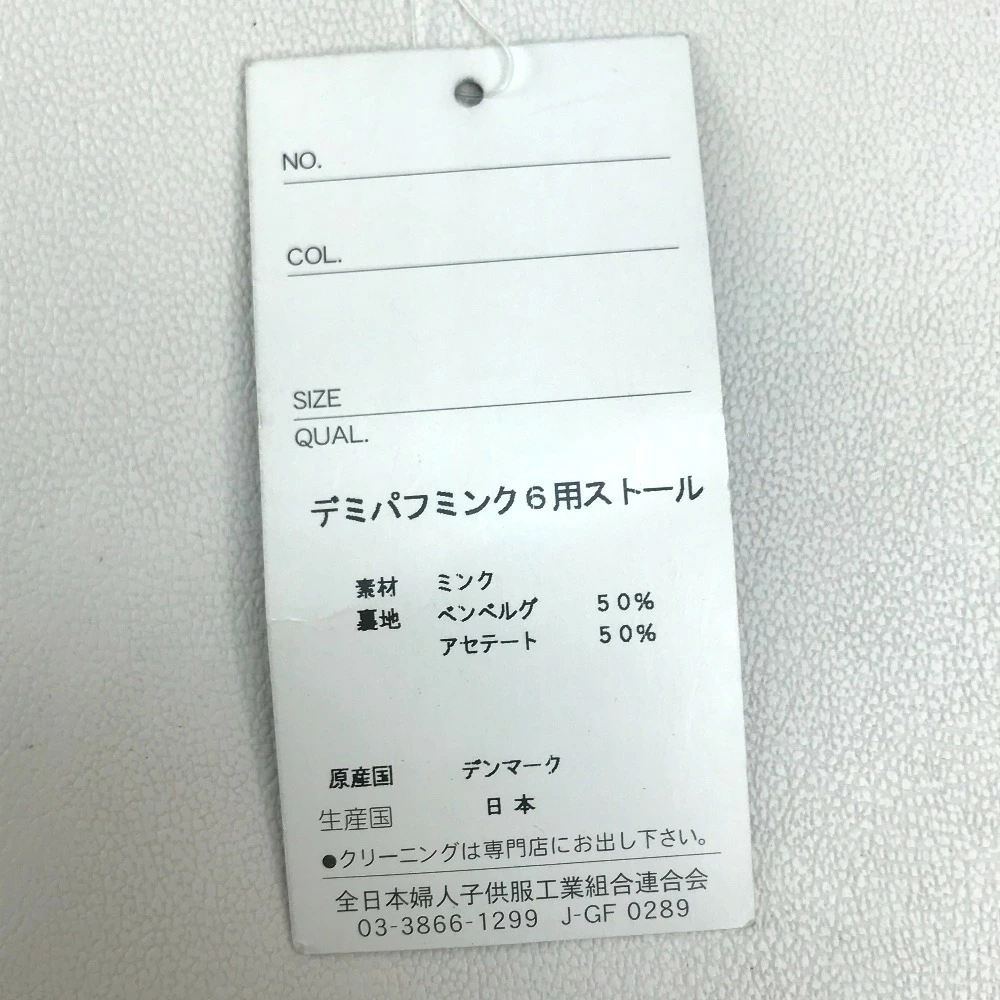 NO.
COL.
SIZE
QUAL.
デミパフミンク6用ストール
素材 ミンク
裏地 ベンベルグ 50%
アセテート 50%
原産国 デンマーク
生産国 日本
●クリーニングは専門店にお出し下さい。
全日本婦人子供服工業組合連合会
03-3866-1299 J-GF 0289